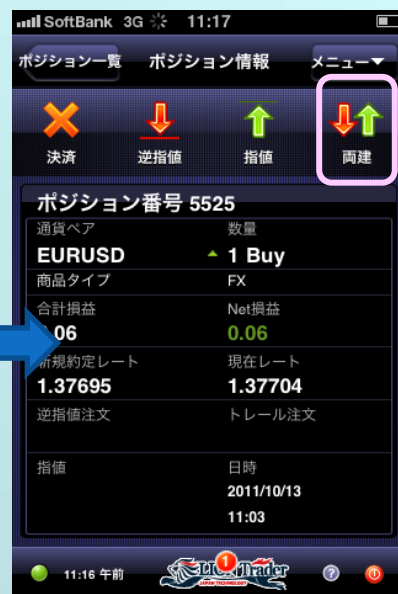 SoftBank 3G 11:17
ポジション一覧 ポジション情報 メニュー▼
決済 逆指値 指値 両建
ポジション番号 5525
通貨ペア 数量
EURUSD 1 Buy
商品タイプ FX
合計損益 Net損益
.06 0.06
新規約定レート 現在レート
1.37695 1.37704
逆指値注文 トレール注文
指値 日時
2011/10/13
11:03
11:16 午前 LION Trader 1 ?
JAPAN TECHNOLOGY